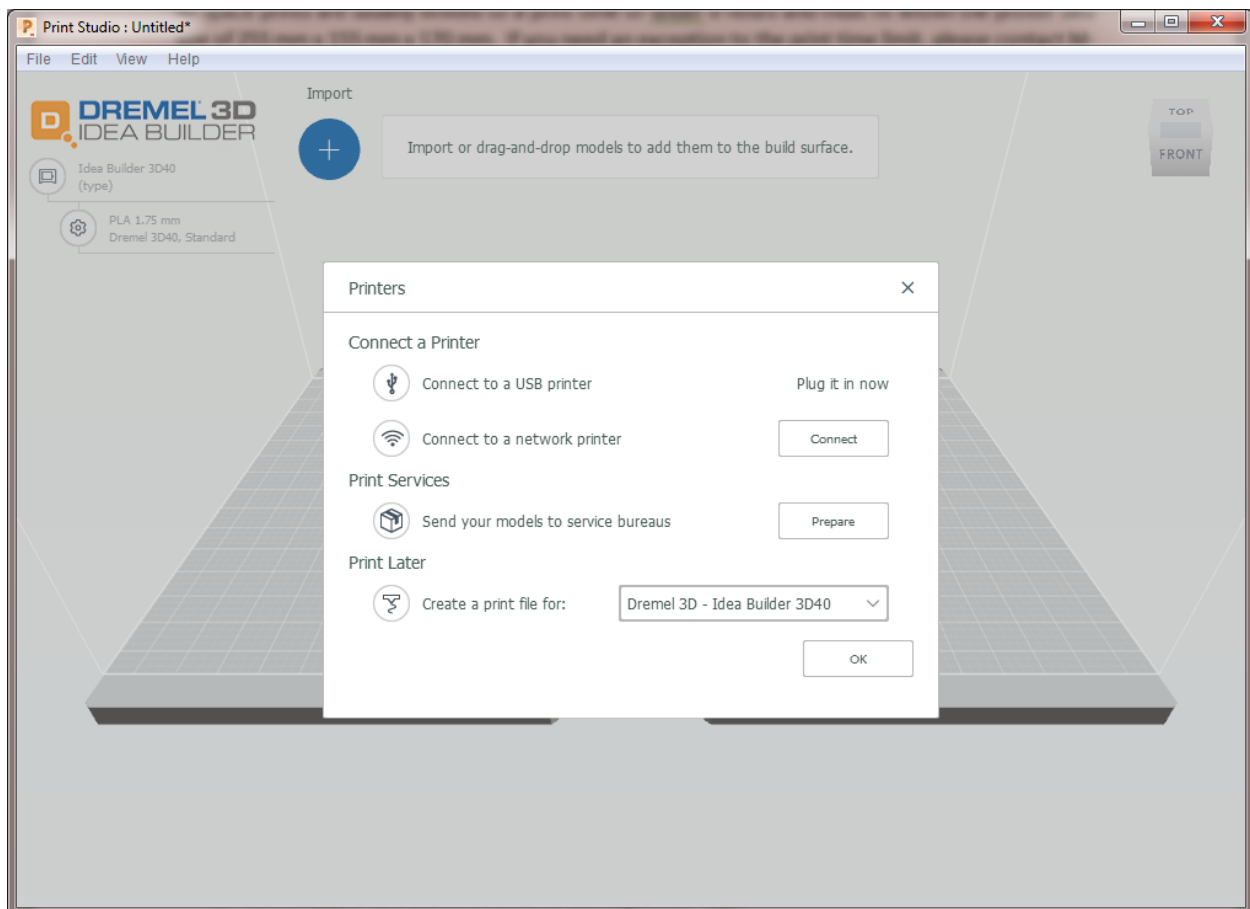 Print Studio : Untitled*
File Edit View Help
DREMEL 3D
IDEA BUILDER
Idea Builder 3D40
(type)
PLA 1.75 mm
Dremel 3D40, Standard
Import
Import or drag-and-drop models to add them to the build surface.
TOP
FRONT
Printers
Connect a Printer
Connect to a USB printer Plug it in now
Connect to a network printer Connect
Print Services
Send your models to service bureaus Prepare
Print Later
Create a print file for: Dremel 3D - Idea Builder 3D40
OK